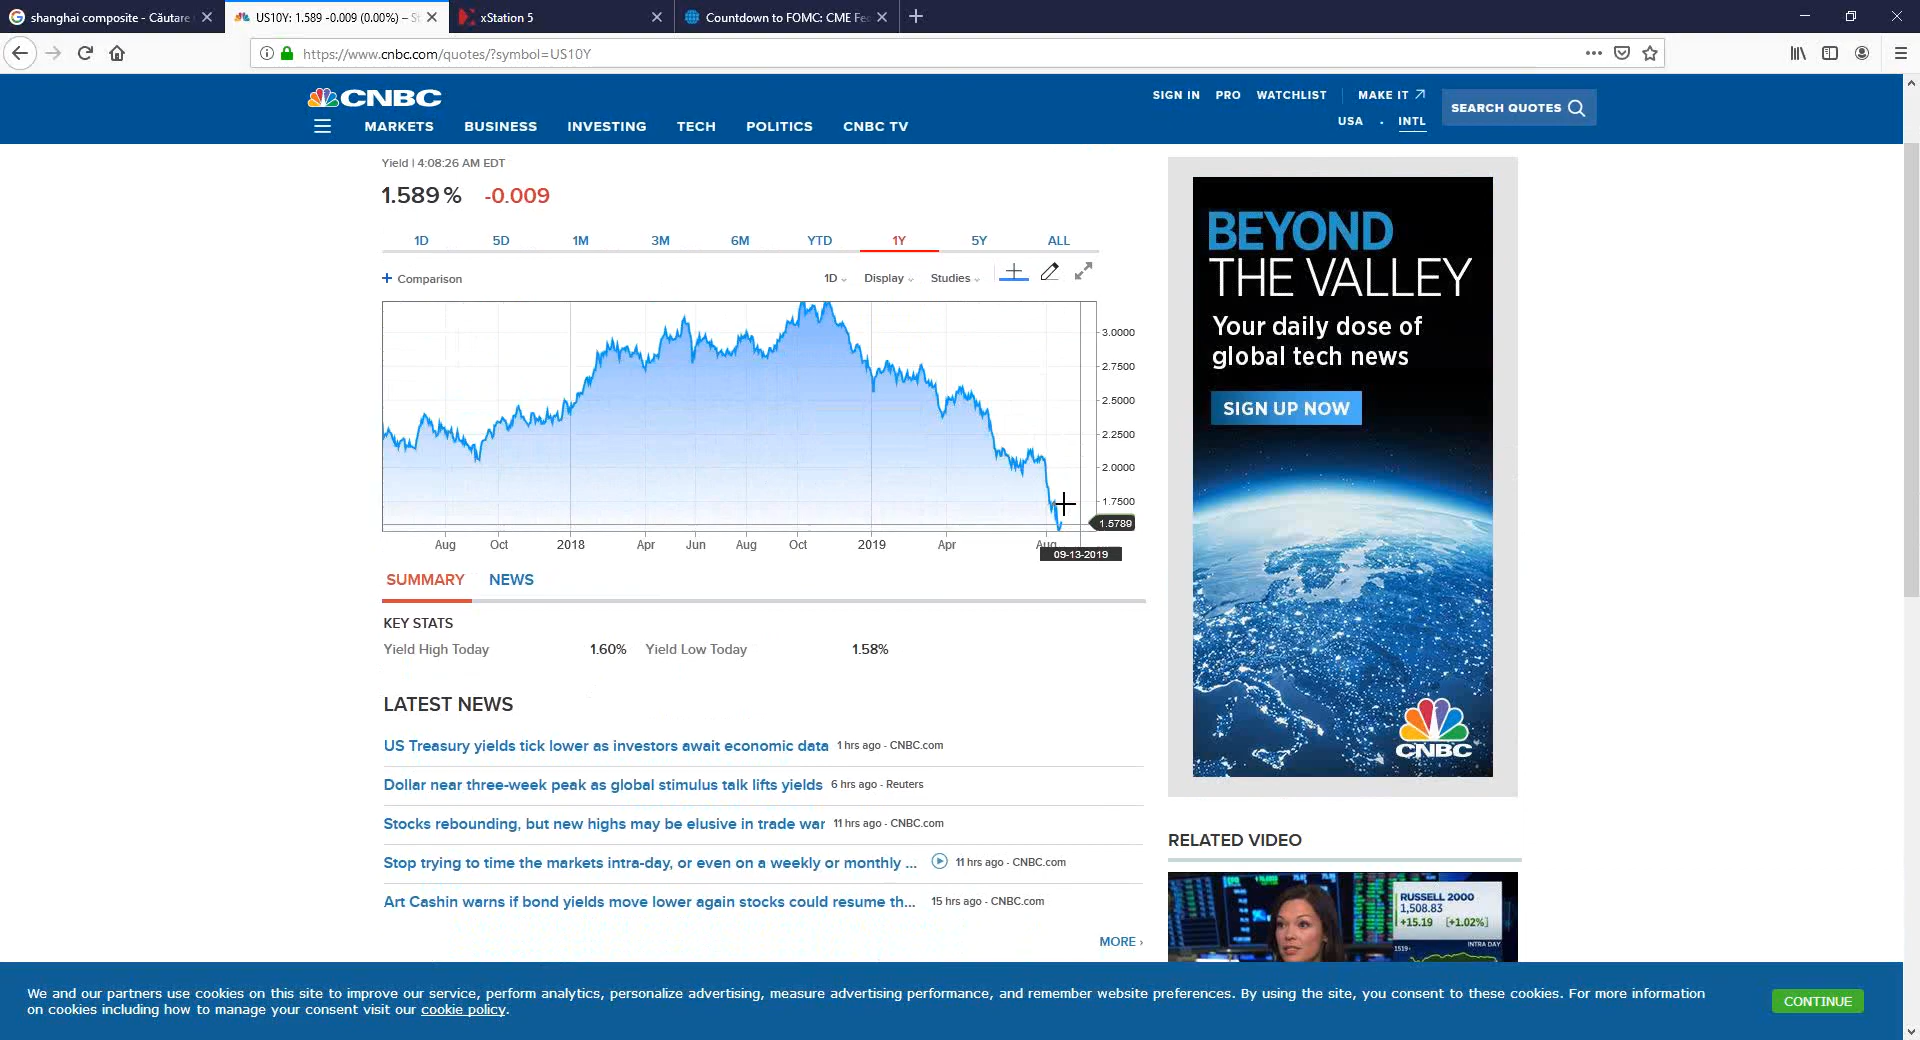 shanghai composite - Căutare
US10Y: 1.589 -0.009 (0.00%) – St
xStation 5
Countdown to FOMC: CME Fed
https://www.cnbc.com/quotes/?symbol=US10Y
CNBC
SIGN IN PRO WATCHLIST MAKE IT
SEARCH QUOTES
USA . INTL
MARKETS BUSINESS INVESTING TECH POLITICS CNBC TV
Yield | 4:08:26 AM EDT
1.589 % -0.009
1D 5D 1M 3M 6M YTD 1Y 5Y ALL
+ Comparison
1D Display Studies
3.0000
2.7500
2.5000
2.2500
2.0000
1.7500
1.5789
Aug Oct 2018 Apr Jun Aug Oct 2019 Apr Aug
09-13-2019
SUMMARY NEWS
KEY STATS
Yield High Today 1.60% Yield Low Today 1.58%
LATEST NEWS
US Treasury yields tick lower as investors await economic data 1 hrs ago - CNBC.com
Dollar near three-week peak as global stimulus talk lifts yields 6 hrs ago - Reuters
Stocks rebounding, but new highs may be elusive in trade war 11 hrs ago - CNBC.com
Stop trying to time the markets intra-day, or even on a weekly or monthly ... 11 hrs ago - CNBC.com
Art Cashin warns if bond yields move lower again stocks could resume th... 15 hrs ago - CNBC.com
MORE ›
BEYOND
THE VALLEY
Your daily dose of
global tech news
SIGN UP NOW
CNBC
RELATED VIDEO
RUSSELL 2000
1,508.83
+15.19 [+1.02%]
INTRA DAY
1519
We and our partners use cookies on this site to improve our service, perform analytics, personalize advertising, measure advertising performance, and remember website preferences. By using the site, you consent to these cookies. For more information
on cookies including how to manage your consent visit our cookie policy.
CONTINUE